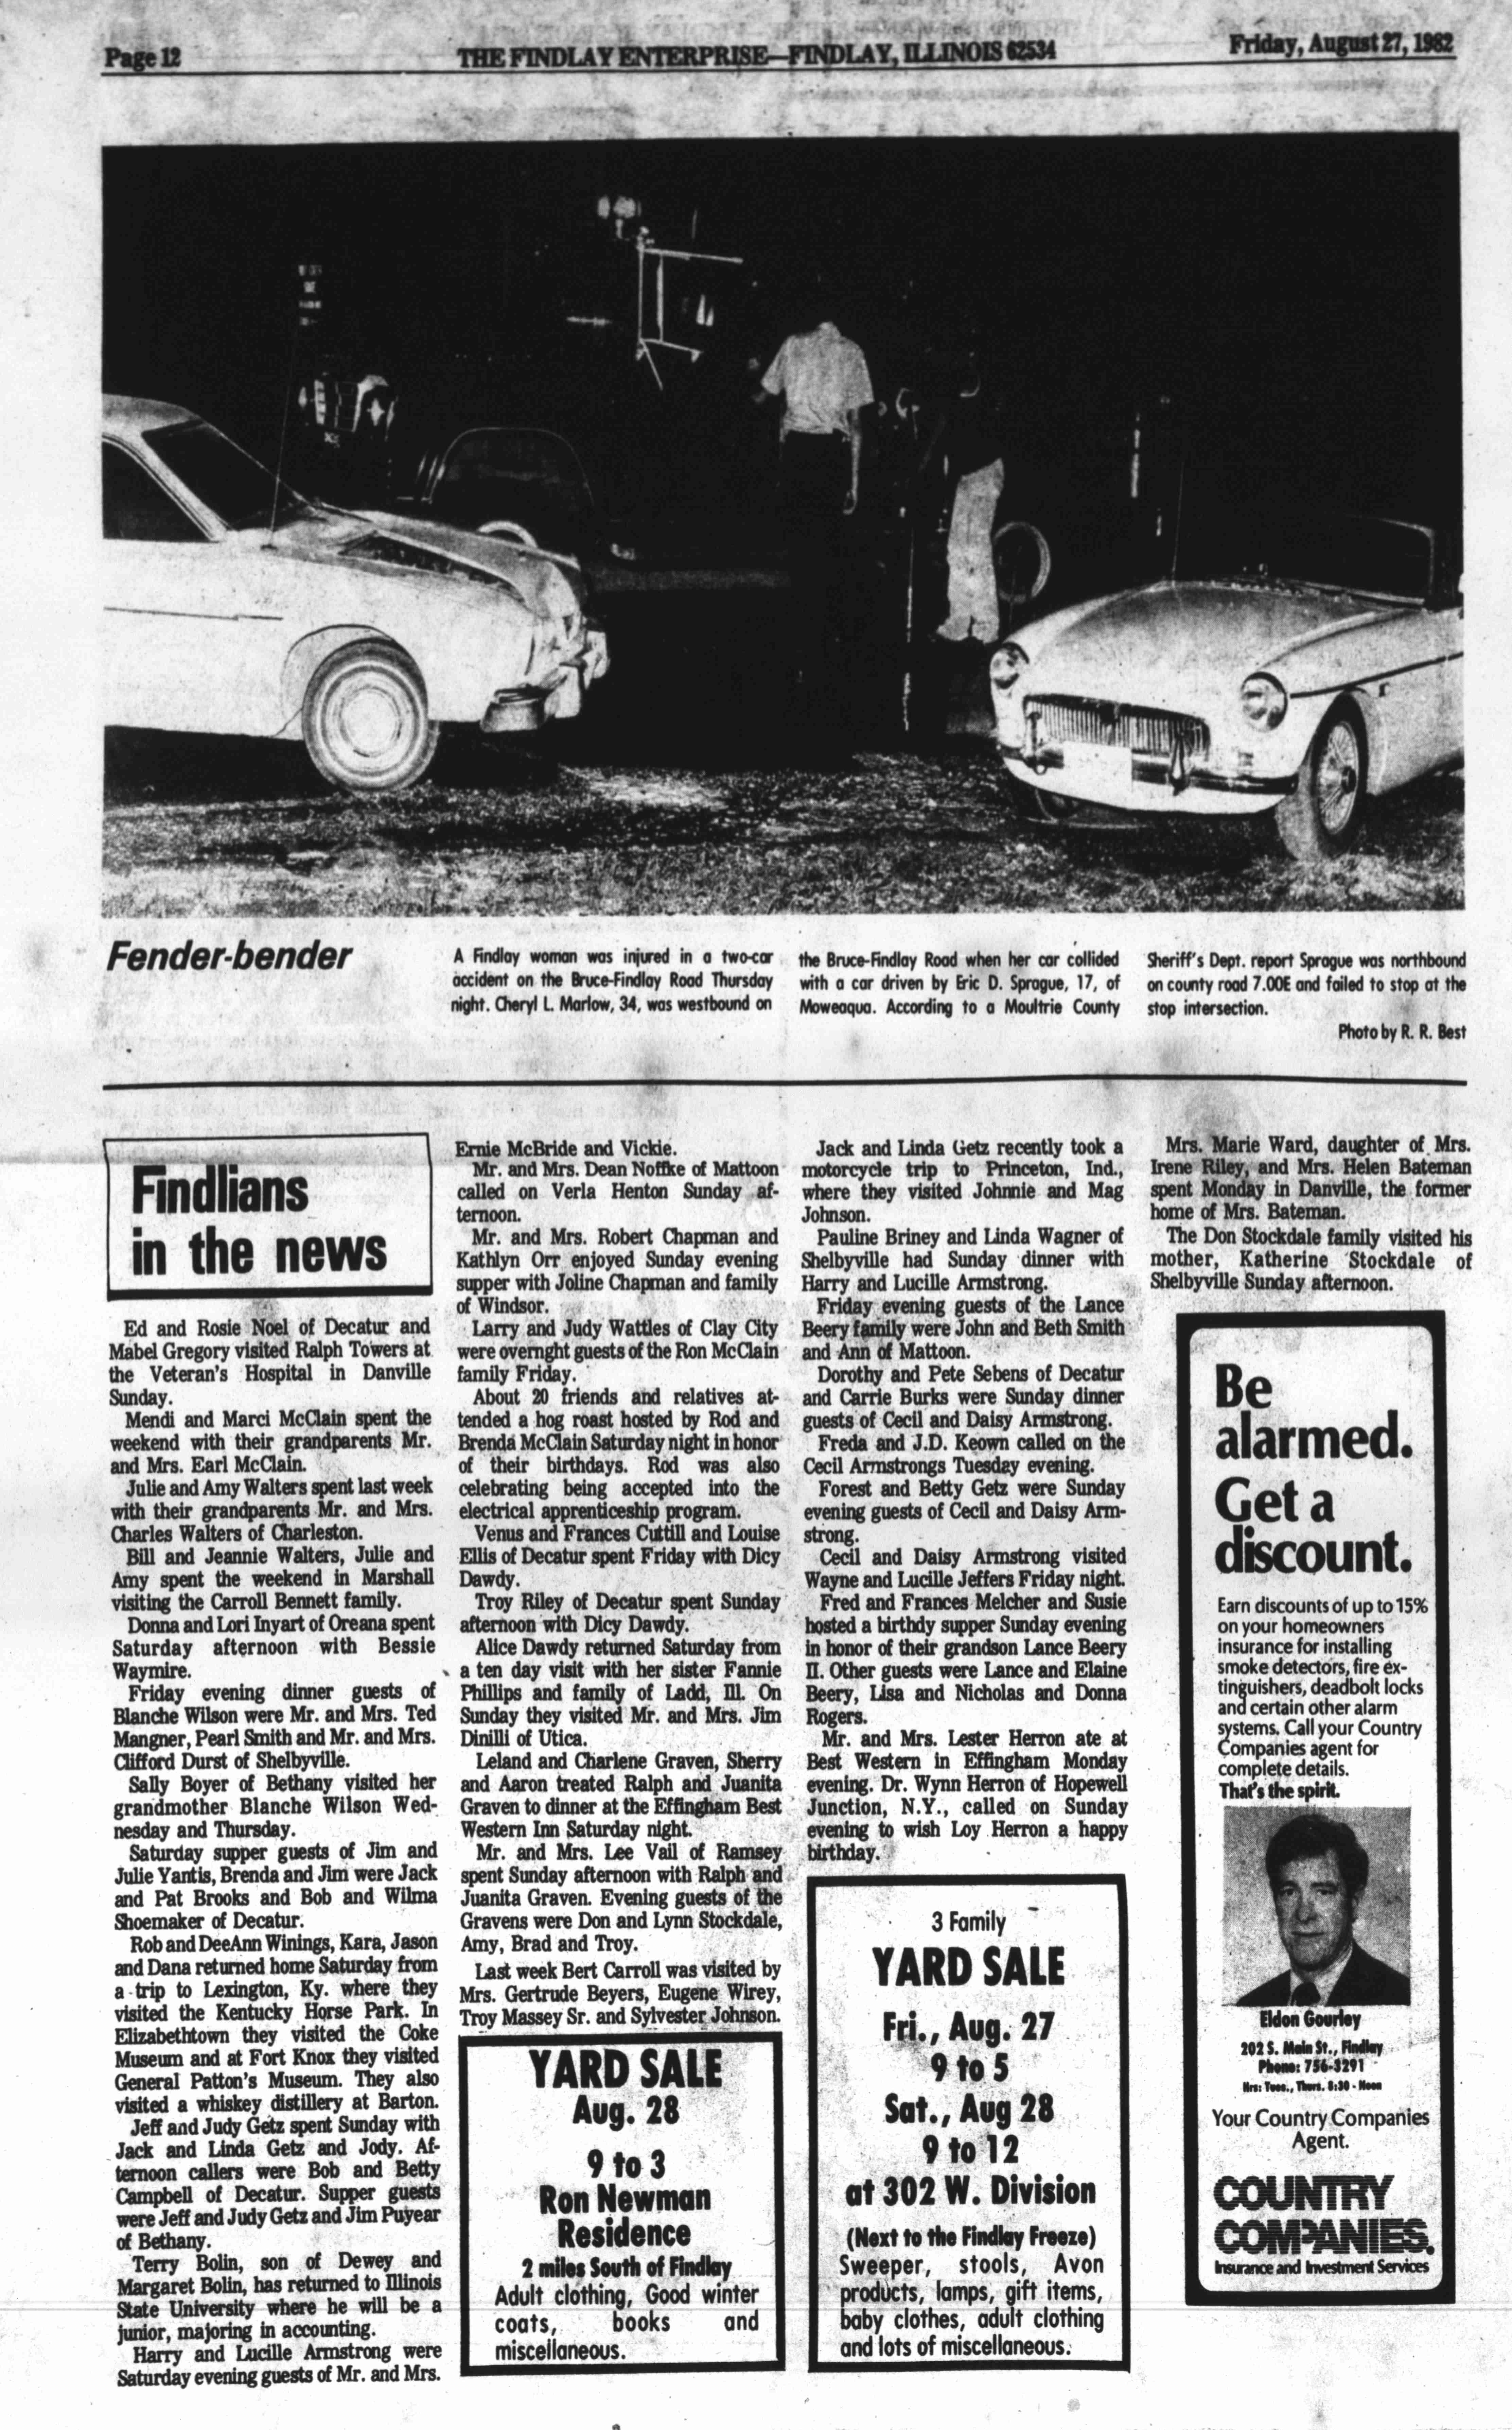 Page 12
THE FINDLAY ENTERPRISE—FINDLAY, ILLINOIS 62534
Friday, August 27, 1982
Fender-bender
A Findlay woman was injured in a two-car
accident on the Bruce-Findlay Road Thursday
night. Cheryl L. Marlow, 34, was westbound on
the Bruce-Findlay Road when her car collided
with a car driven by Eric D. Sprague, 17, of
Moweaqua. According to a Moultrie County
Sheriff's Dept. report Sprague was northbound
on county road 7.00E and failed to stop at the
stop intersection.
Photo by R. R. Best
Findlians
in the news
Ed and Rosie Noel of Decatur and
Mabel Gregory visited Ralph Towers at
the Veteran's Hospital in Danville
Sunday.
Mendi and Marci McClain spent the
weekend with their grandparents Mr.
and Mrs. Earl McClain.
Julie and Amy Walters spent last week
with their grandparents Mr. and Mrs.
Charles Walters of Charleston.
Bill and Jeannie Walters, Julie and
Amy spent the weekend in Marshall
visiting the Carroll Bennett family.
Donna and Lori Inyart of Oreana spent
Saturday afternoon with Bessie
Waymire.
Friday evening dinner guests of
Blanche Wilson were Mr. and Mrs. Ted
Mangner, Pearl Smith and Mr. and Mrs.
Clifford Durst of Shelbyville.
Sally Boyer of Bethany visited her
grandmother Blanche Wilson Wed-
nesday and Thursday.
Saturday supper guests of Jim and
Julie Yantis, Brenda and Jim were Jack
and Pat Brooks and Bob and Wilma
Shoemaker of Decatur.
Rob and DeeAnn Winings, Kara, Jason
and Dana returned home Saturday from
a trip to Lexington, Ky. where they
visited the Kentucky Horse Park. In
Elizabethtown they visited the Coke
Museum and at Fort Knox they visited
General Patton's Museum. They also
visited a whiskey distillery at Barton.
Jeff and Judy Getz spent Sunday with
Jack and Linda Getz and Jody. Af-
ternoon callers were Bob and Betty
Campbell of Decatur. Supper guests
were Jeff and Judy Getz and Jim Puyear
of Bethany.
Terry Bolin, son of Dewey and
Margaret Bolin, has returned to Illinois
State University where he will be a
junior, majoring in accounting.
Harry and Lucille Armstrong were
Saturday evening guests of Mr. and Mrs.
Ernie McBride and Vickie.
Mr. and Mrs. Dean Noffke of Mattoon
called on Verla Henton Sunday af-
ternoon.
Mr. and Mrs. Robert Chapman and
Kathlyn Orr enjoyed Sunday evening
supper with Joline Chapman and family
of Windsor.
Larry and Judy Wattles of Clay City
were overnght guests of the Ron McClain
family Friday.
About 20 friends and relatives at-
tended a hog roast hosted by Rod and
Brenda McClain Saturday night in honor
of their birthdays. Rod was also
celebrating being accepted into the
electrical apprenticeship program.
Venus and Frances Cuttill and Louise
Ellis of Decatur spent Friday with Dicy
Dawdy.
Troy Riley of Decatur spent Sunday
afternoon with Dicy Dawdy.
Alice Dawdy returned Saturday from
a ten day visit with her sister Fannie
Phillips and family of Ladd, Ill. On
Sunday they visited Mr. and Mrs. Jim
Dinilli of Utica.
Leland and Charlene Graven, Sherry
and Aaron treated Ralph and Juanita
Graven to dinner at the Effingham Best
Western Inn Saturday night.
Mr. and Mrs. Lee Vail of Ramsey
spent Sunday afternoon with Ralph and
Juanita Graven. Evening guests of the
Gravens were Don and Lynn Stockdale,
Amy, Brad and Troy.
Last week Bert Carroll was visited by
Mrs. Gertrude Beyers, Eugene Wirey,
Troy Massey Sr. and Sylvester Johnson.
YARD SALE
Aug. 28
9 to 3
Ron Newman
Residence
2 miles South of Findlay
Adult clothing, Good winter
coats, books and
miscellaneous.
Jack and Linda Getz recently took a
motorcycle trip to Princeton, Ind.,
where they visited Johnnie and Mag
Johnson.
Pauline Briney and Linda Wagner of
Shelbyville had Sunday dinner with
Harry and Lucille Armstrong.
Friday evening guests of the Lance
Beery family were John and Beth Smith
and Ann of Mattoon.
Dorothy and Pete Sebens of Decatur
and Carrie Burks were Sunday dinner
guests of Cecil and Daisy Armstrong.
Freda and J.D. Keown called on the
Cecil Armstrongs Tuesday evening.
Forest and Betty Getz were Sunday
evening guests of Cecil and Daisy Arm-
strong.
Cecil and Daisy Armstrong visited
Wayne and Lucille Jeffers Friday night.
Fred and Frances Melcher and Susie
hosted a birthdy supper Sunday evening
in honor of their grandson Lance Beery
II. Other guests were Lance and Elaine
Beery, Lisa and Nicholas and Donna
Rogers.
Mr. and Mrs. Lester Herron ate at
Best Western in Effingham Monday
evening. Dr. Wynn Herron of Hopewell
Junction, N.Y., called on Sunday
evening to wish Loy Herron a happy
birthday.
3 Family
YARD SALE
Fri., Aug. 27
9 to 5
Sat., Aug 28
9 to 12
at 302 W. Division
(Next to the Findlay Freeze)
Sweeper, stools, Avon
products, lamps, gift items,
baby clothes, adult clothing
and lots of miscellaneous.
Mrs. Marie Ward, daughter of Mrs.
Irene Riley, and Mrs. Helen Bateman
spent Monday in Danville, the former
home of Mrs. Bateman.
The Don Stockdale family visited his
mother, Katherine Stockdale of
Shelbyville Sunday afternoon.
Be
alarmed.
Get a
discount.
Earn discounts of up to 15%
on your homeowners
insurance for installing
smoke detectors, fire ex-
tinguishers, deadbolt locks
and certain other alarm
systems. Call your Country
Companies agent for
complete details.
That's the spirit.
Eldon Gourley
202 S. Main St., Findlay
Phone: 756-3291
Hrs: Tues., Thurs. 8:30 - Noon
Your Country Companies
Agent.
COUNTRY
COMPANIES.
Insurance and Investment Services